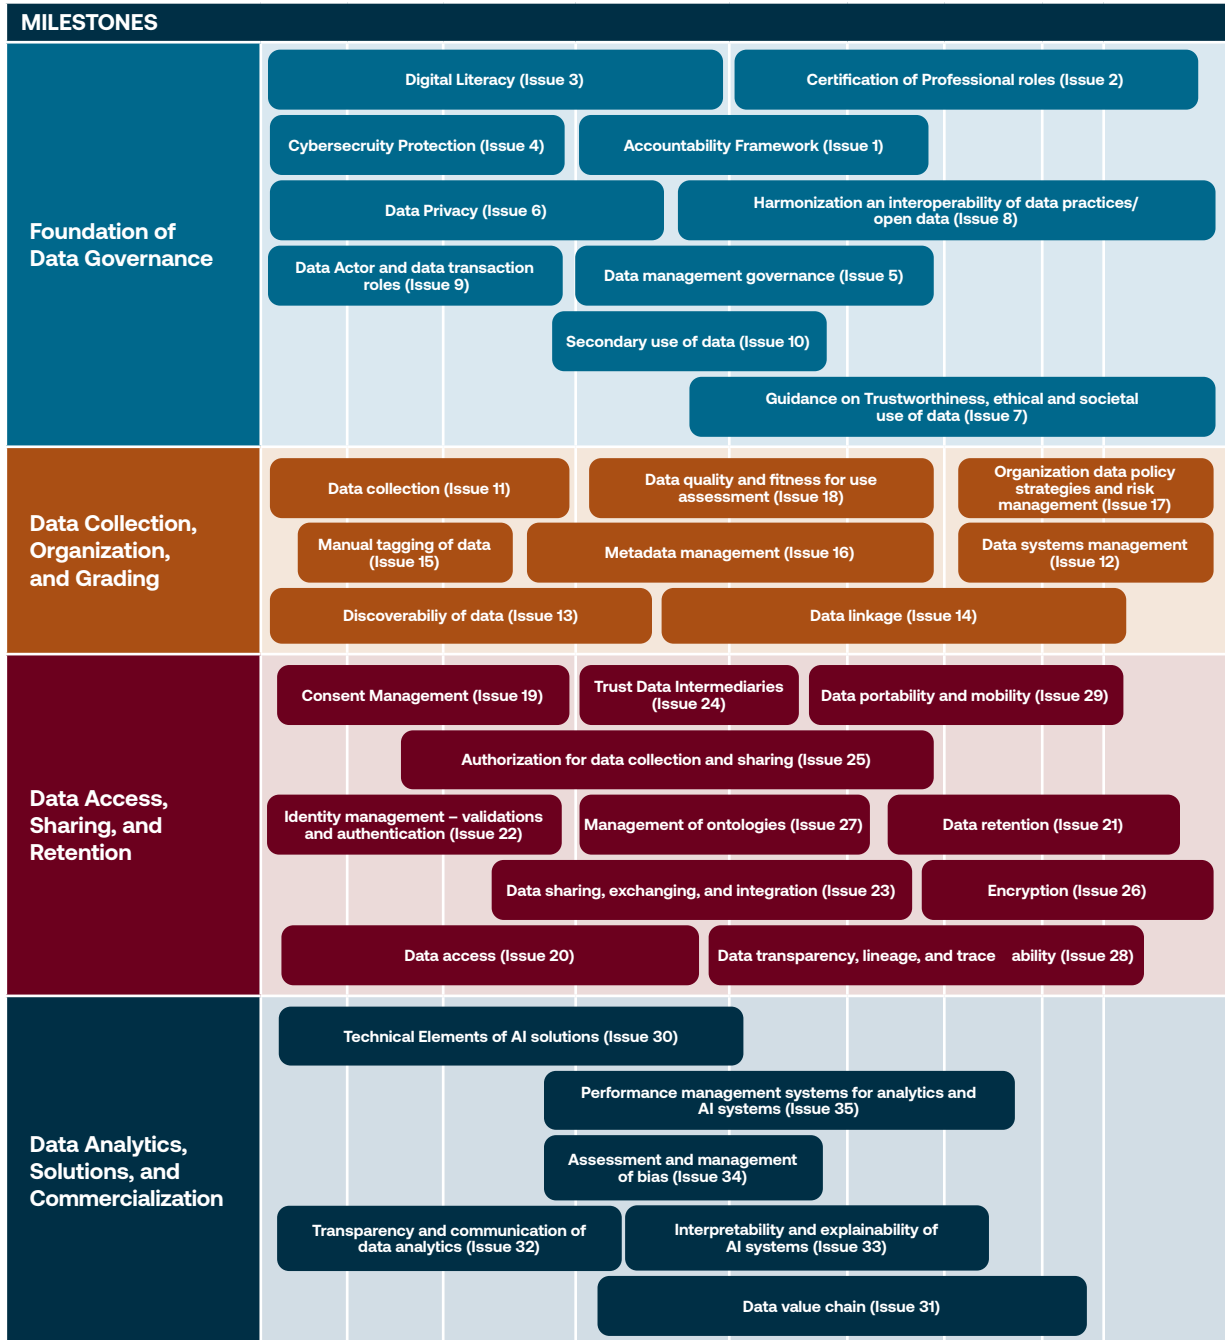 MILESTONES
Foundation of
Data Governance
Digital Literacy (Issue 3)
Certification of Professional roles (Issue 2)
Cybersecruity Protection (Issue 4)
Accountability Framework (Issue 1)
Data Privacy (Issue 6)
Harmonization an interoperability of data practices/
open data (Issue 8)
Data Actor and data transaction
roles (Issue 9)
Data management governance (Issue 5)
Secondary use of data (Issue 10)
Guidance on Trustworthiness, ethical and societal
use of data (Issue 7)
Data Collection,
Organization,
and Grading
Data collection (Issue 11)
Data quality and fitness for use
assessment (Issue 18)
Organization data policy
strategies and risk
management (Issue 17)
Manual tagging of data
(Issue 15)
Metadata management (Issue 16)
Data systems management
(Issue 12)
Discoverabiliy of data (Issue 13)
Data linkage (Issue 14)
Data Access,
Sharing, and
Retention
Consent Management (Issue 19)
Trust Data Intermediaries
(Issue 24)
Data portability and mobility (Issue 29)
Authorization for data collection and sharing (Issue 25)
Identity management – validations
and authentication (Issue 22)
Management of ontologies (Issue 27)
Data retention (Issue 21)
Data sharing, exchanging, and integration (Issue 23)
Encryption (Issue 26)
Data access (Issue 20)
Data transparency, lineage, and trace ability (Issue 28)
Data Analytics,
Solutions, and
Commercialization
Technical Elements of AI solutions (Issue 30)
Performance management systems for analytics and
AI systems (Issue 35)
Assessment and management
of bias (Issue 34)
Transparency and communication of
data analytics (Issue 32)
Interpretability and explainability of
AI systems (Issue 33)
Data value chain (Issue 31)